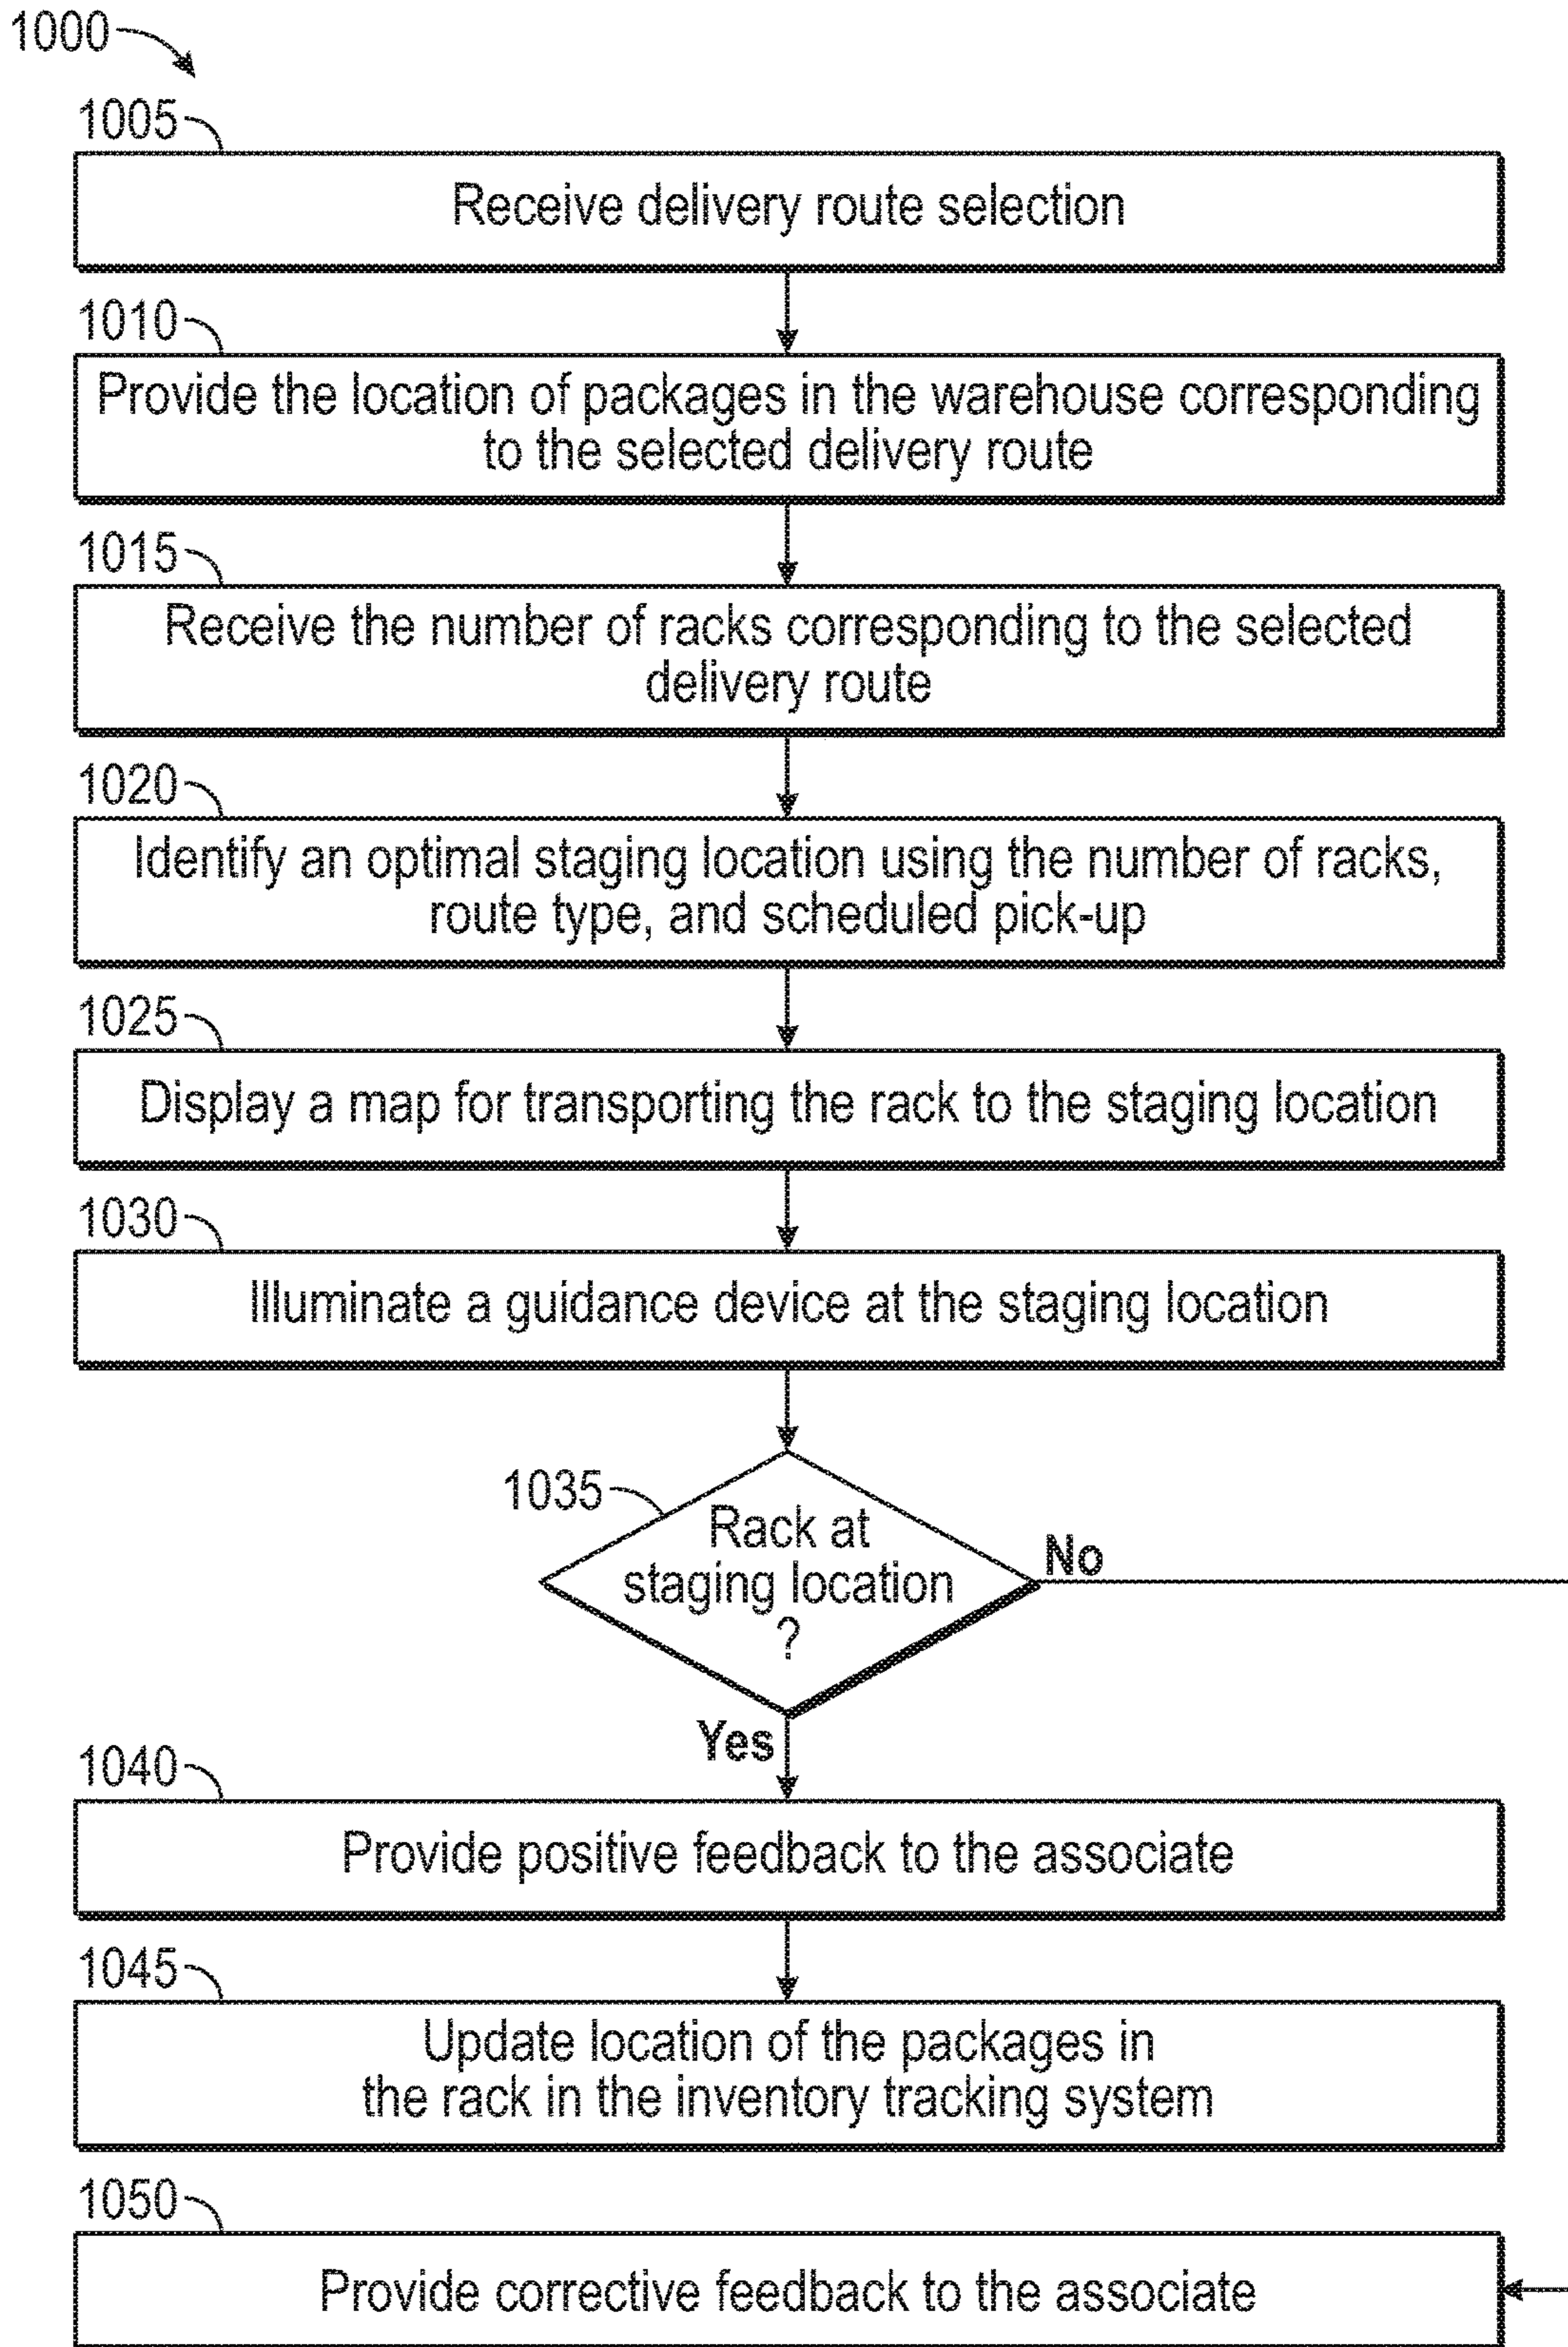 1000
1005
Receive delivery route selection
1010
Provide the location of packages in the warehouse corresponding
to the selected delivery route
1015
Receive the number of racks corresponding to the selected
delivery route
1020
Identify an optimal staging location using the number of racks,
route type, and scheduled pick-up
1025
Display a map for transporting the rack to the staging location
1030
Illuminate a guidance device at the staging location
1035
Rack at
staging location
?
No
Yes
1040
Provide positive feedback to the associate
1045
Update location of the packages in
the rack in the inventory tracking system
1050
Provide corrective feedback to the associate